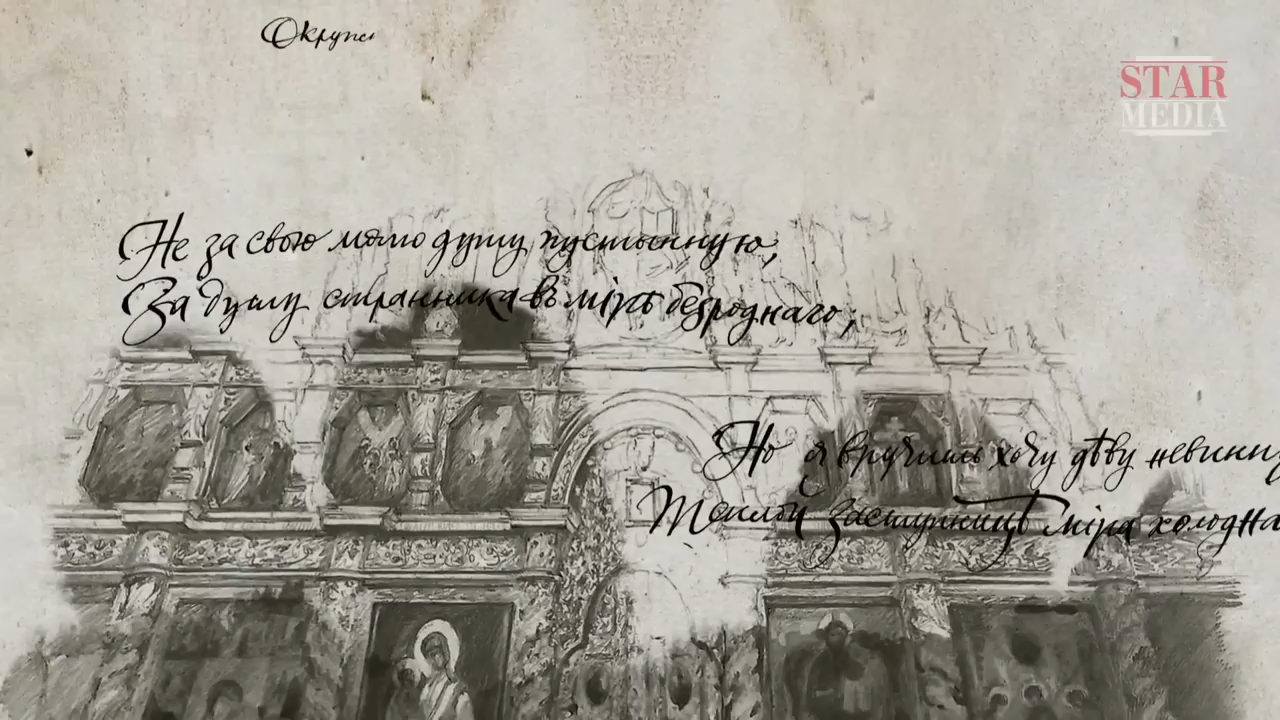 Окружи
STAR
MEDIA
Не за свою молю душу пустынную,
За душу странника въ мірѣ безроднаго;
Но я вручить хочу дѣву невинну
Теплой заступницѣ міра холодна